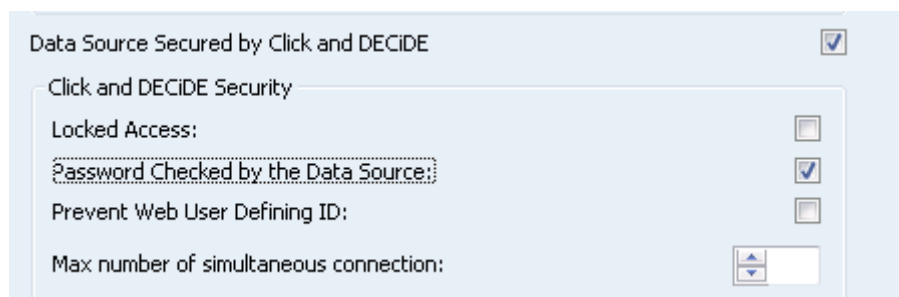 Data Source Secured by Click and DECiDE
Click and DECiDE Security
Locked Access:
Password Checked by the Data Source:
Prevent Web User Defining ID:
Max number of simultaneous connection: